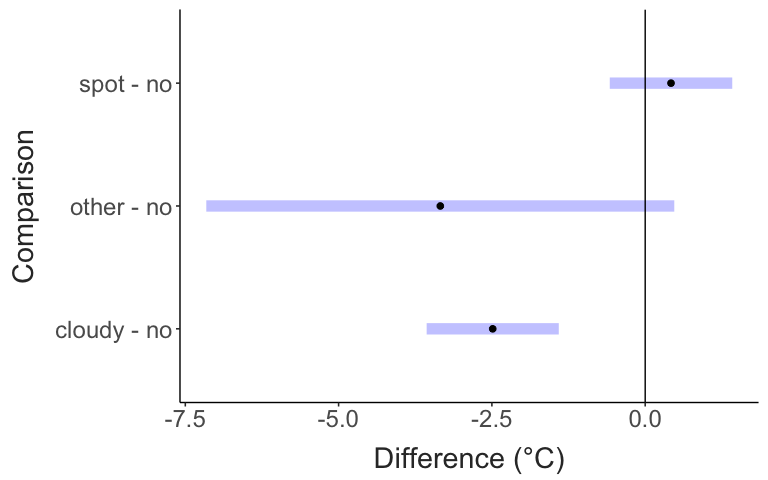 Comparison
spot - no
other - no
cloudy - no
-7.5 -5.0 -2.5 0.0
Difference (°C)